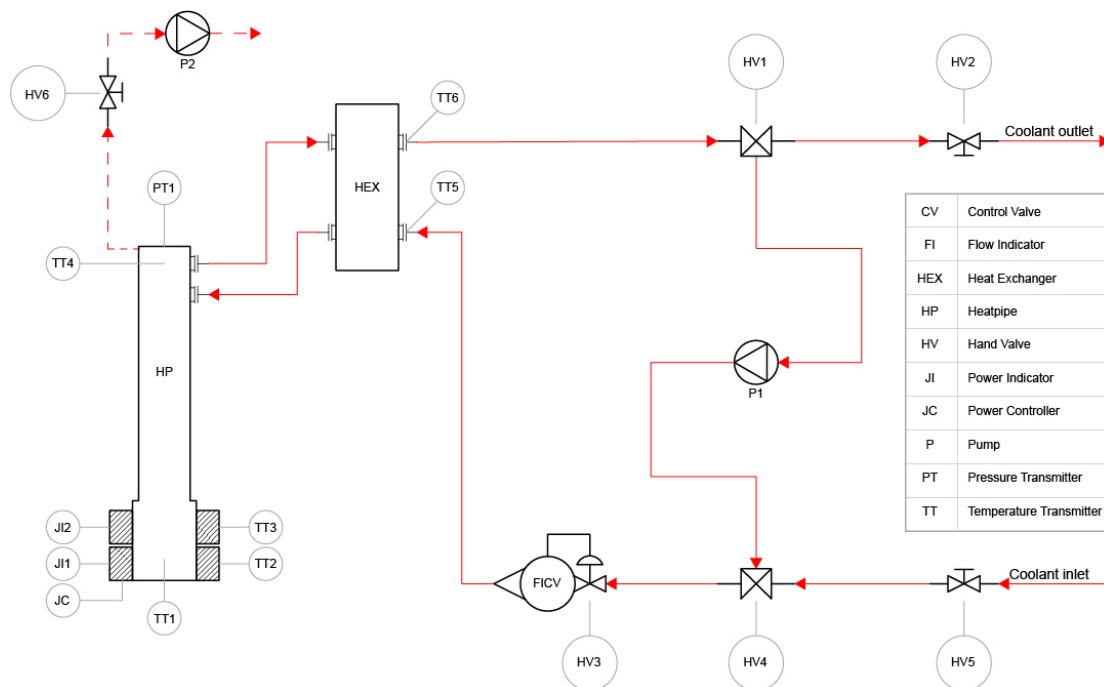 P2
HV6
HV1
HV2
TT6
Coolant outlet
PT1
HEX
TT5
TT4
CV Control Valve
FI Flow Indicator
HEX Heat Exchanger
HP Heatpipe
HV Hand Valve
JI Power Indicator
JC Power Controller
P Pump
PT Pressure Transmitter
TT Temperature Transmitter
HP
P1
JI2
TT3
JI1
TT2
JC
TT1
FICV
Coolant inlet
HV3
HV4
HV5